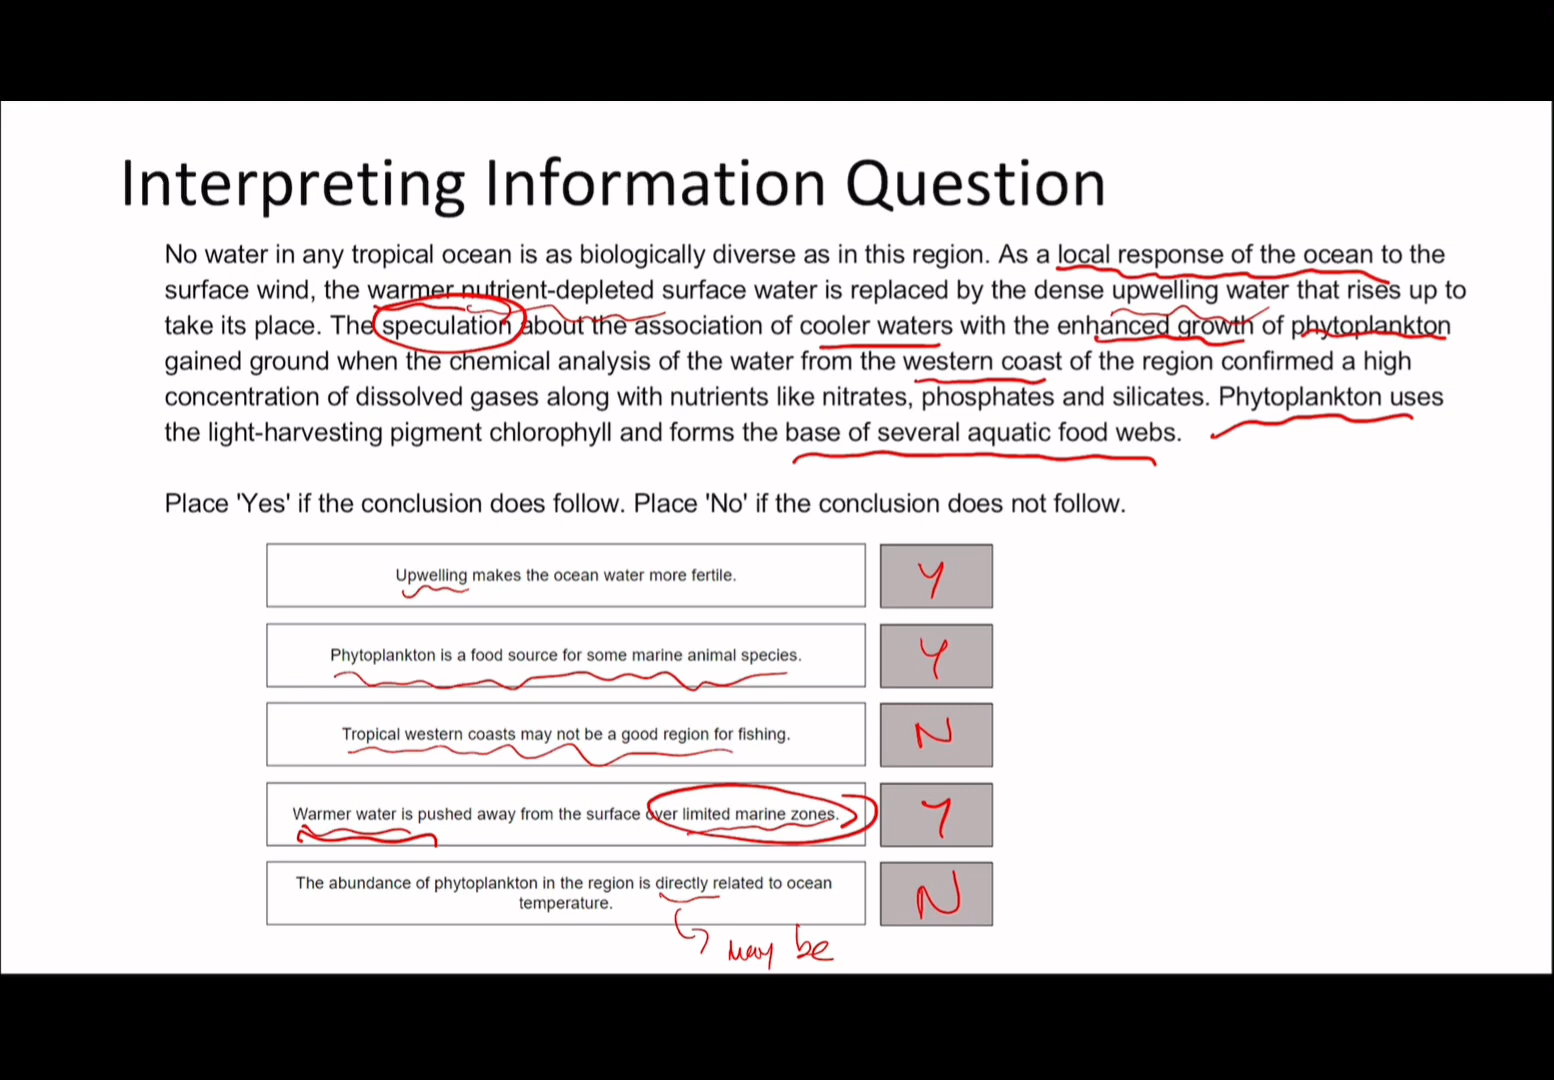 Interpreting Information Question
No water in any tropical ocean is as biologically diverse as in this region. As a local response of the ocean to the
surface wind, the warmer nutrient-depleted surface water is replaced by the dense upwelling water that rises up to
take its place. The speculation about the association of cooler waters with the enhanced growth of phytoplankton
gained ground when the chemical analysis of the water from the western coast of the region confirmed a high
concentration of dissolved gases along with nutrients like nitrates, phosphates and silicates. Phytoplankton uses
the light-harvesting pigment chlorophyll and forms the base of several aquatic food webs.
Place 'Yes' if the conclusion does follow. Place 'No' if the conclusion does not follow.
Upwelling makes the ocean water more fertile. Y
Phytoplankton is a food source for some marine animal species. Y
Tropical western coasts may not be a good region for fishing. N
Warmer water is pushed away from the surface over limited marine zones. Y
The abundance of phytoplankton in the region is directly related to ocean
temperature. N
may be